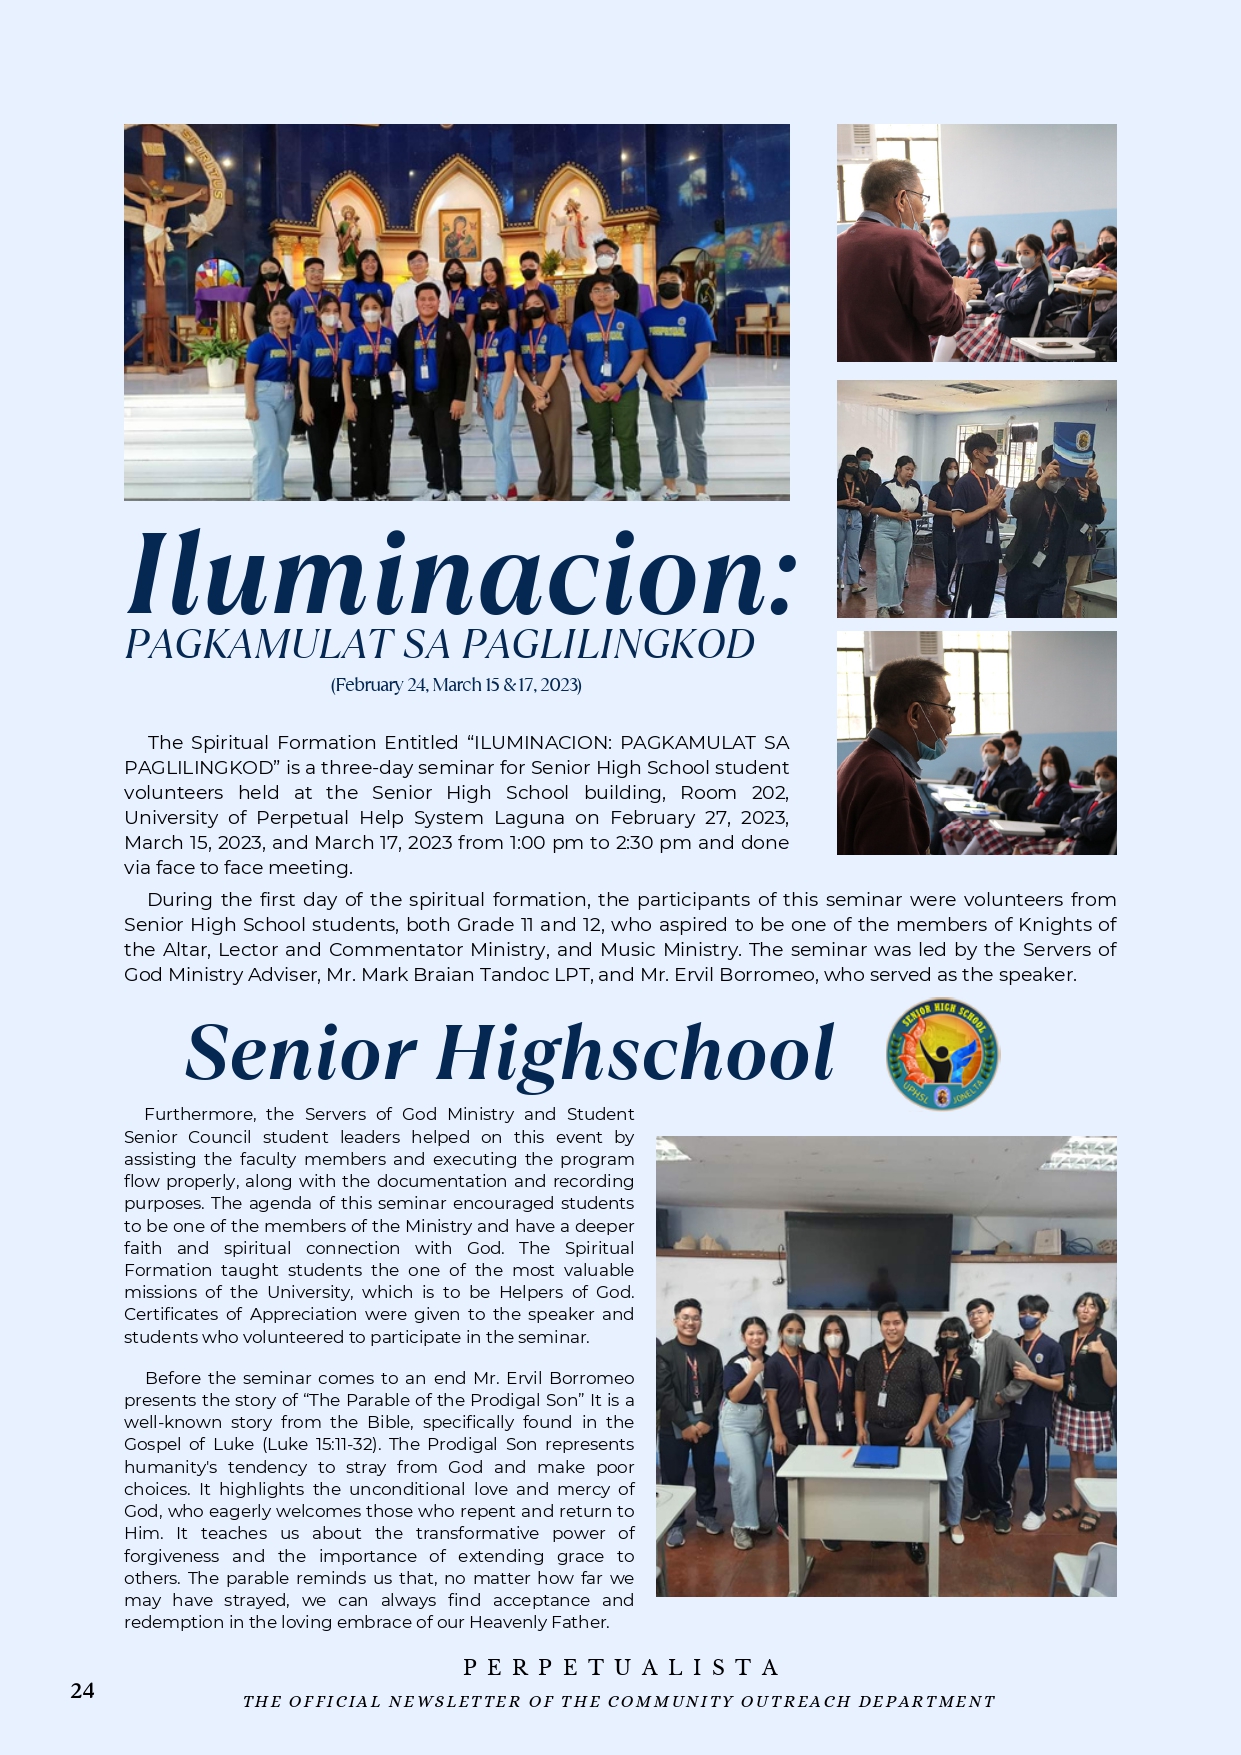 SPIRITUS
Iluminacion:
PAGKAMULAT SA PAGLILINGKOD
(February 24, March 15 & 17, 2023)
The Spiritual Formation Entitled “ILUMINACION: PAGKAMULAT SA
PAGLILINGKOD” is a three-day seminar for Senior High School student
volunteers held at the Senior High School building, Room 202,
University of Perpetual Help System Laguna on February 27, 2023,
March 15, 2023, and March 17, 2023 from 1:00 pm to 2:30 pm and done
via face to face meeting.
During the first day of the spiritual formation, the participants of this seminar were volunteers from
Senior High School students, both Grade 11 and 12, who aspired to be one of the members of Knights of
the Altar, Lector and Commentator Ministry, and Music Ministry. The seminar was led by the Servers of
God Ministry Adviser, Mr. Mark Braian Tandoc LPT, and Mr. Ervil Borromeo, who served as the speaker.
Senior Highschool
SENIOR HIGH SCHOOL
UPHSL JONELTA
Furthermore, the Servers of God Ministry and Student
Senior Council student leaders helped on this event by
assisting the faculty members and executing the program
flow properly, along with the documentation and recording
purposes. The agenda of this seminar encouraged students
to be one of the members of the Ministry and have a deeper
faith and spiritual connection with God. The Spiritual
Formation taught students the one of the most valuable
missions of the University, which is to be Helpers of God.
Certificates of Appreciation were given to the speaker and
students who volunteered to participate in the seminar.
Before the seminar comes to an end Mr. Ervil Borromeo
presents the story of “The Parable of the Prodigal Son” It is a
well-known story from the Bible, specifically found in the
Gospel of Luke (Luke 15:11-32). The Prodigal Son represents
humanity's tendency to stray from God and make poor
choices. It highlights the unconditional love and mercy of
God, who eagerly welcomes those who repent and return to
Him. It teaches us about the transformative power of
forgiveness and the importance of extending grace to
others. The parable reminds us that, no matter how far we
may have strayed, we can always find acceptance and
redemption in the loving embrace of our Heavenly Father.
PERPETUALISTA
24
THE OFFICIAL NEWSLETTER OF THE COMMUNITY OUTREACH DEPARTMENT